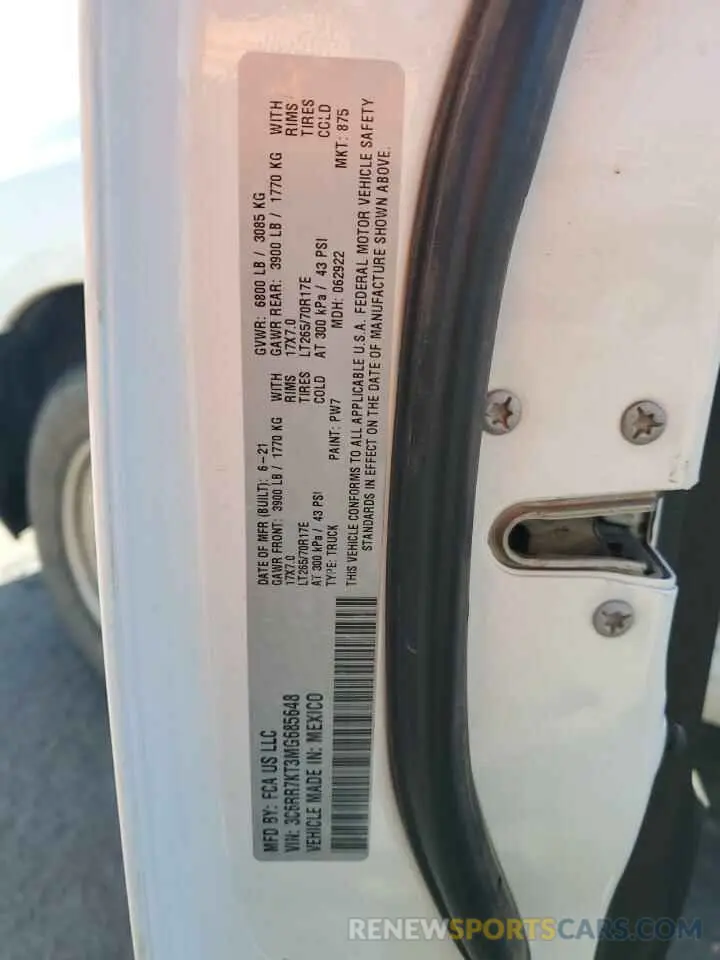 MFD BY: FCA US LLC
VIN: 3C6RR7KT3MG685648
VEHICLE MADE IN: MEXICO
DATE OF MFR (BUILT): 6-21 GVWR: 6800 LB / 3085 KG
GAWR FRONT: 3900 LB / 1770 KG WITH GAWR REAR: 3900 LB / 1770 KG WITH
17X7.0 RIMS 17X7.0 RIMS
LT265/70R17E TIRES LT265/70R17E TIRES
AT 300 kPa / 43 PSI COLD AT 300 kPa / 43 PSI COLD
TYPE: TRUCK PAINT: PW7 MDH: 062922 MKT: 875
THIS VEHICLE CONFORMS TO ALL APPLICABLE U.S.A. FEDERAL MOTOR VEHICLE SAFETY
STANDARDS IN EFFECT ON THE DATE OF MANUFACTURE SHOWN ABOVE.
RENEWSPORTSCARS.COM